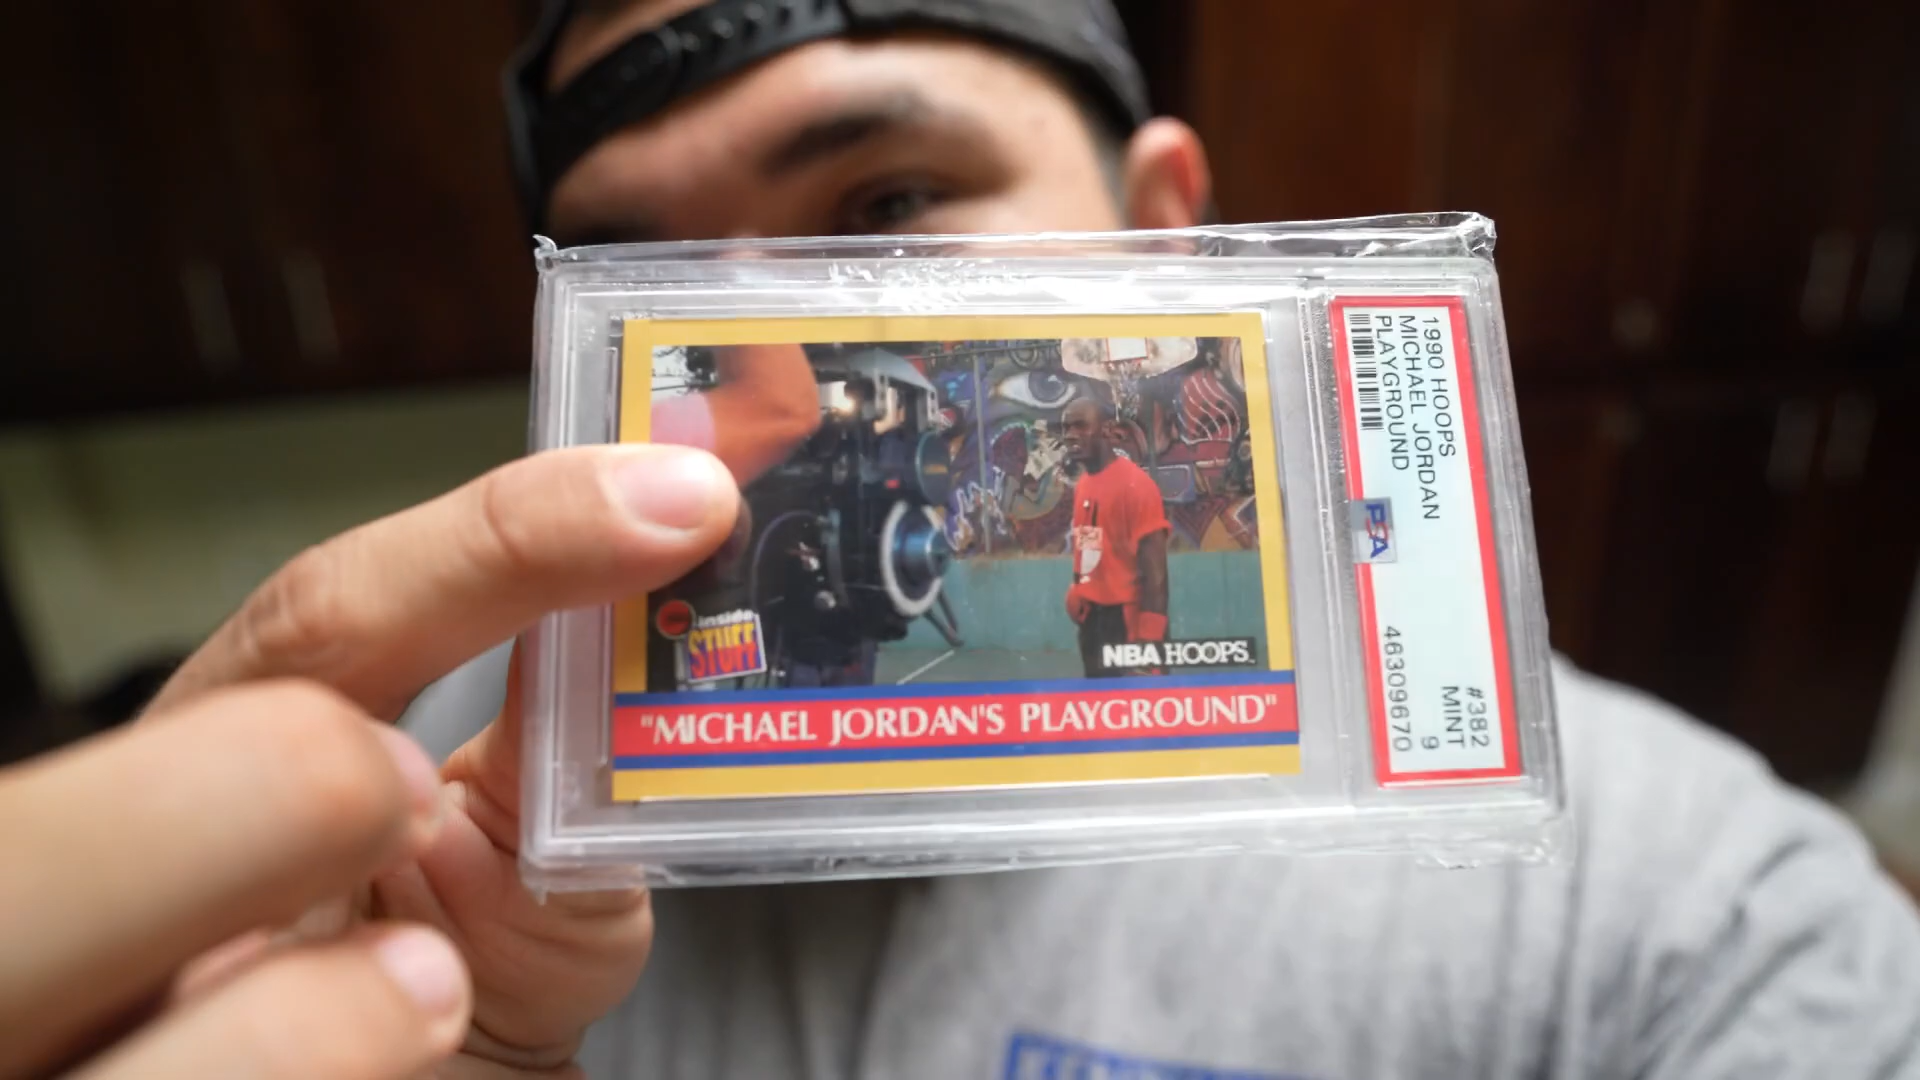 inside
STUFF
NBA HOOPS
"MICHAEL JORDAN'S PLAYGROUND"
1990 HOOPS
MICHAEL JORDAN
PLAYGROUND
PSA
#382
MINT
9
46309670